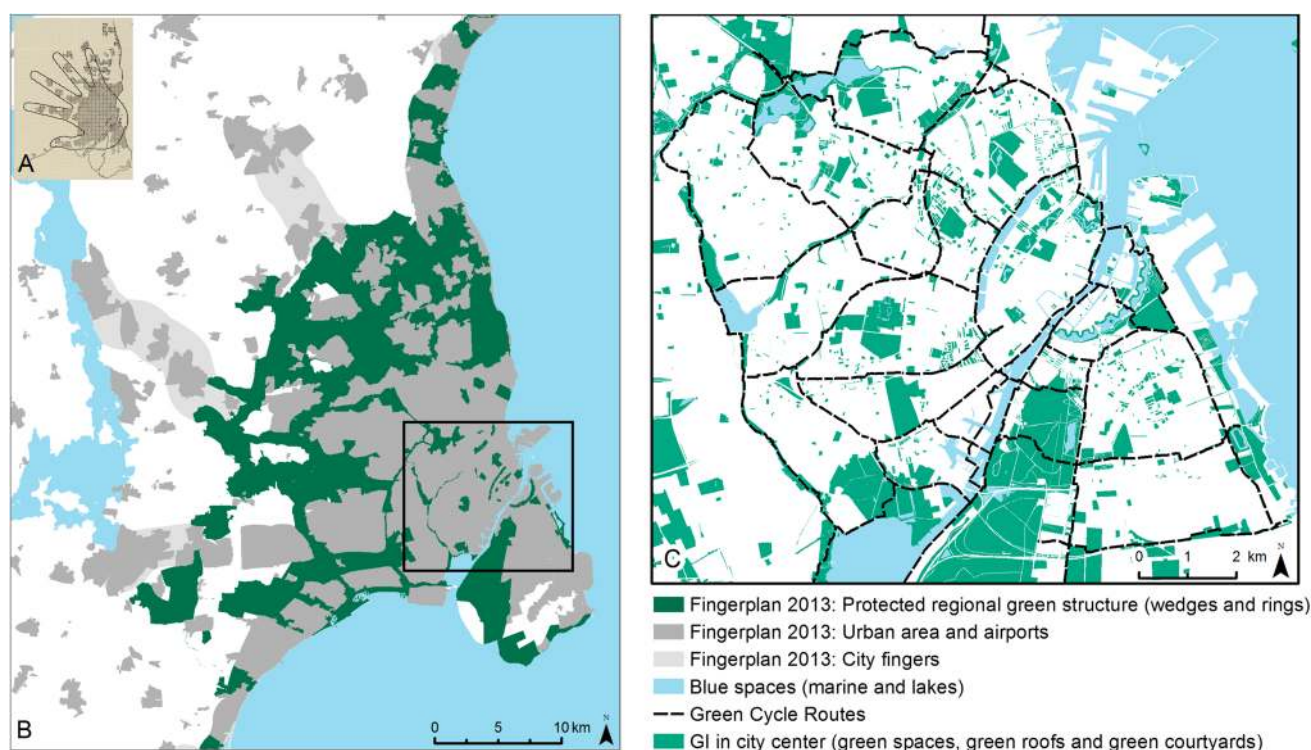 A
B
0 5 10 km
N
C
0 1 2 km
N
Fingerplan 2013: Protected regional green structure (wedges and rings)
Fingerplan 2013: Urban area and airports
Fingerplan 2013: City fingers
Blue spaces (marine and lakes)
Green Cycle Routes
GI in city center (green spaces, green roofs and green courtyards)